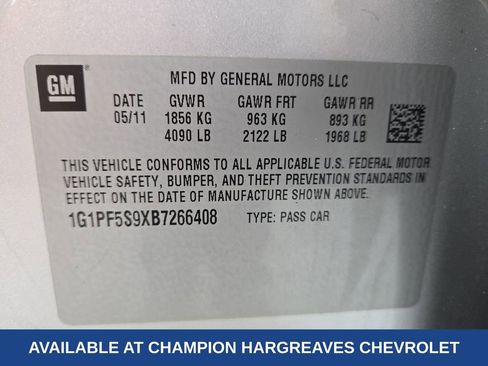 GM
MFD BY GENERAL MOTORS LLC
DATE GVWR GAWR FRT GAWR RR
05/11 1856 KG 963 KG 893 KG
4090 LB 2122 LB 1968 LB
THIS VEHICLE CONFORMS TO ALL APPLICABLE U.S. FEDERAL MOTOR
VEHICLE SAFETY, BUMPER, AND THEFT PREVENTION STANDARDS IN
EFFECT ON THE DATE OF MANUFACTURE SHOWN ABOVE.
1G1PF5S9XB7266408 TYPE: PASS CAR
AVAILABLE AT CHAMPION HARGREAVES CHEVROLET